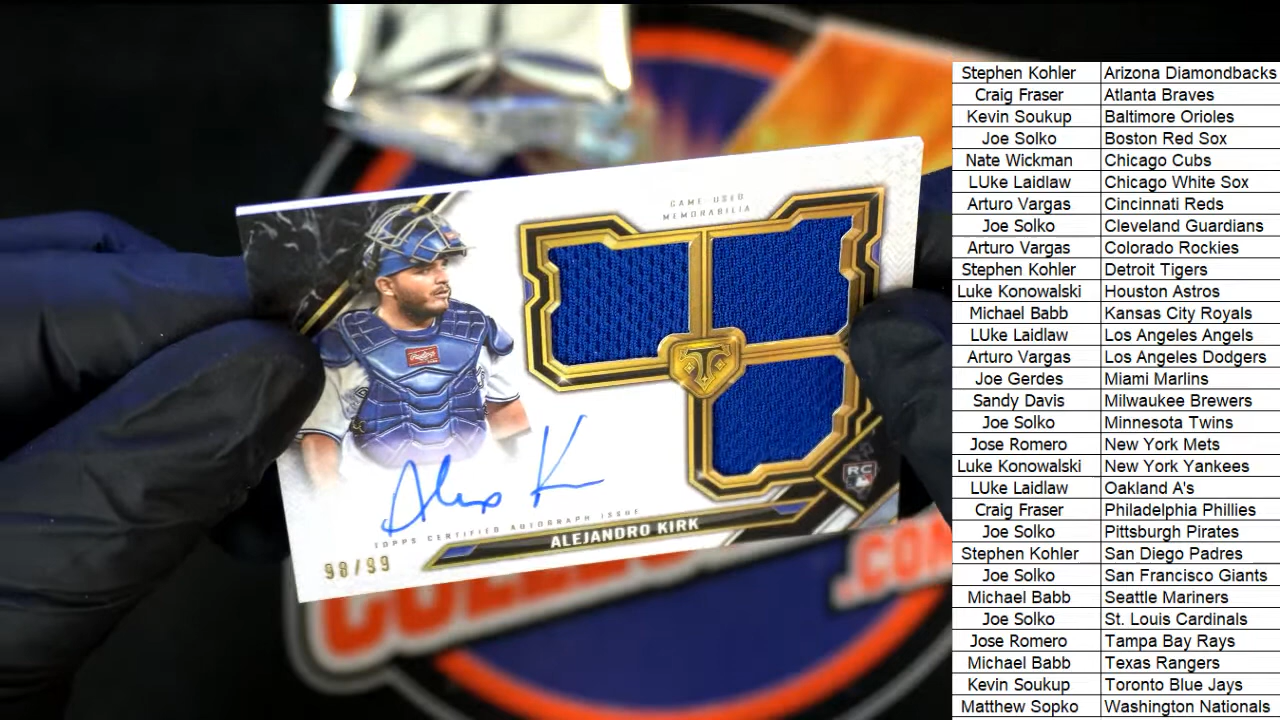 GAME-USED
MEMORABILIA
Rawlings
T
RC
Alex K
TOPPS CERTIFIED AUTOGRAPH ISSUE
ALEJANDRO KIRK
98/99
.COM
Stephen Kohler Arizona Diamondbacks
Craig Fraser Atlanta Braves
Kevin Soukup Baltimore Orioles
Joe Solko Boston Red Sox
Nate Wickman Chicago Cubs
LUke Laidlaw Chicago White Sox
Arturo Vargas Cincinnati Reds
Joe Solko Cleveland Guardians
Arturo Vargas Colorado Rockies
Stephen Kohler Detroit Tigers
Luke Konowalski Houston Astros
Michael Babb Kansas City Royals
LUke Laidlaw Los Angeles Angels
Arturo Vargas Los Angeles Dodgers
Joe Gerdes Miami Marlins
Sandy Davis Milwaukee Brewers
Joe Solko Minnesota Twins
Jose Romero New York Mets
Luke Konowalski New York Yankees
LUke Laidlaw Oakland A's
Craig Fraser Philadelphia Phillies
Joe Solko Pittsburgh Pirates
Stephen Kohler San Diego Padres
Joe Solko San Francisco Giants
Michael Babb Seattle Mariners
Joe Solko St. Louis Cardinals
Jose Romero Tampa Bay Rays
Michael Babb Texas Rangers
Kevin Soukup Toronto Blue Jays
Matthew Sopko Washington Nationals